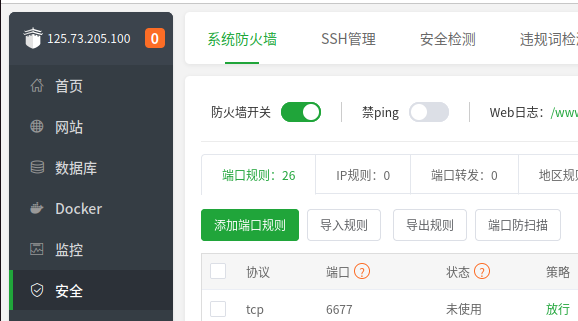 125.73.205.100 0
首页
网站
数据库
Docker
监控
安全
系统防火墙 SSH管理 安全检测 违规词检
防火墙开关 禁ping Web日志：/www
端口规则：26 IP规则：0 端口转发：0 地区规
添加端口规则 导入规则 导出规则 端口防扫描
协议 端口 ? 状态 ? 策略
tcp 6677 未使用 放行